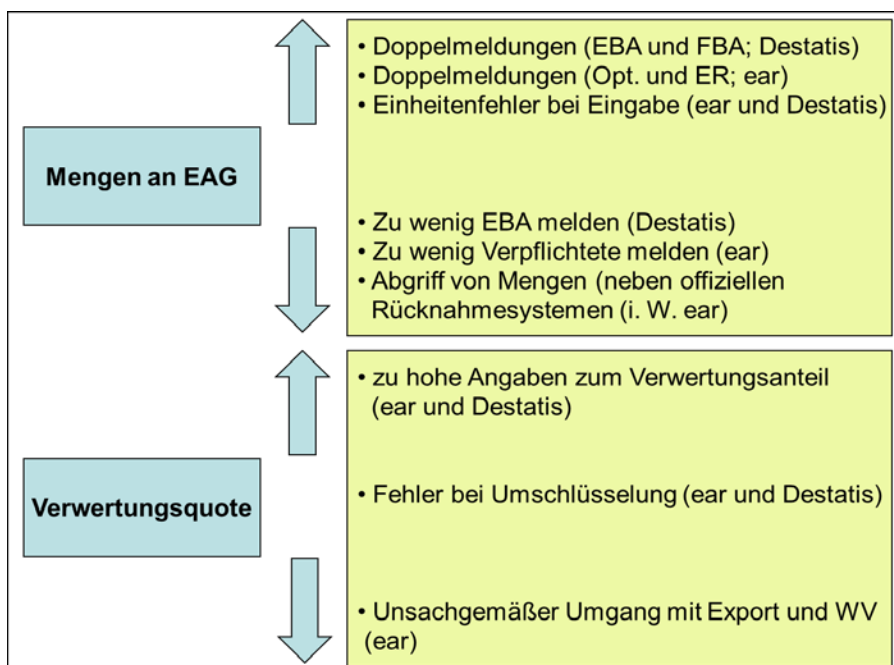 • Doppelmeldungen (EBA und FBA; Destatis)
• Doppelmeldungen (Opt. und ER; ear)
• Einheitenfehler bei Eingabe (ear und Destatis)
Mengen an EAG
• Zu wenig EBA melden (Destatis)
• Zu wenig Verpflichtete melden (ear)
• Abgriff von Mengen (neben offiziellen
Rücknahmesystemen (i. W. ear)
• zu hohe Angaben zum Verwertungsanteil
(ear und Destatis)
• Fehler bei Umschlüsselung (ear und Destatis)
Verwertungsquote
• Unsachgemäßer Umgang mit Export und WV
(ear)